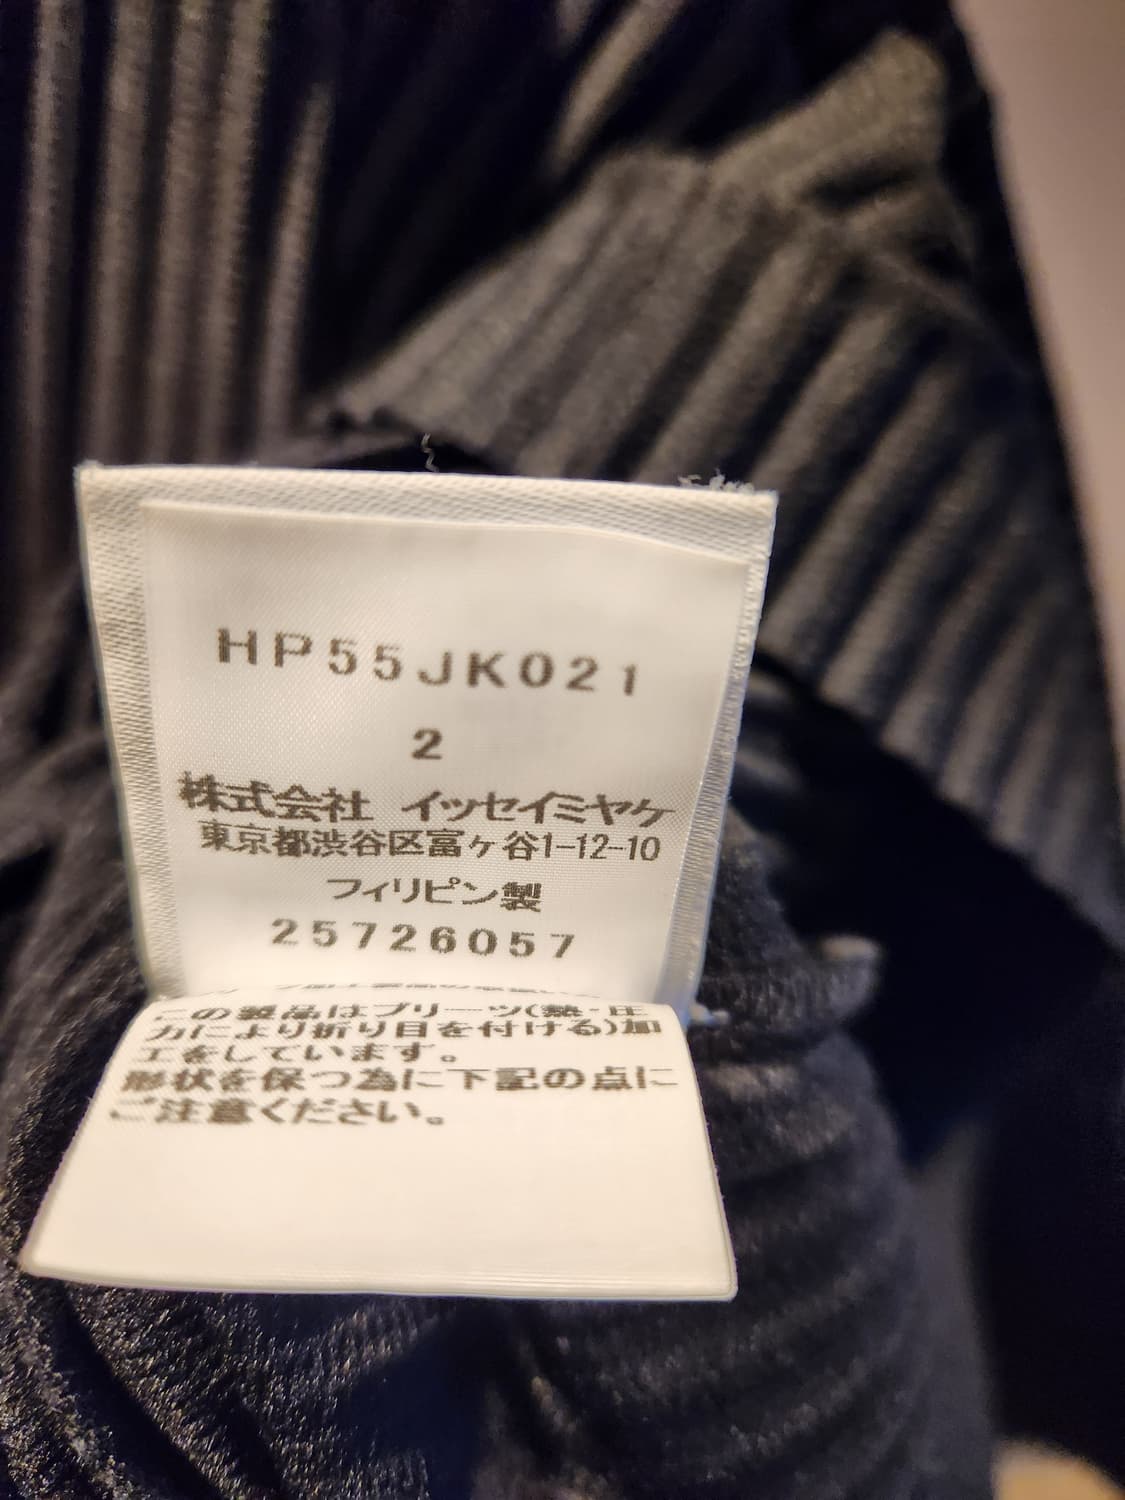 HP55JK021
2
株式会社 イッセイミヤケ
東京都渋谷区富ヶ谷1-12-10
フィリピン製
25726057
この製品はプリーツ(熱・圧
力により折り目を付ける)加
工をしています。
形状を保つ為に下記の点に
ご注意ください。